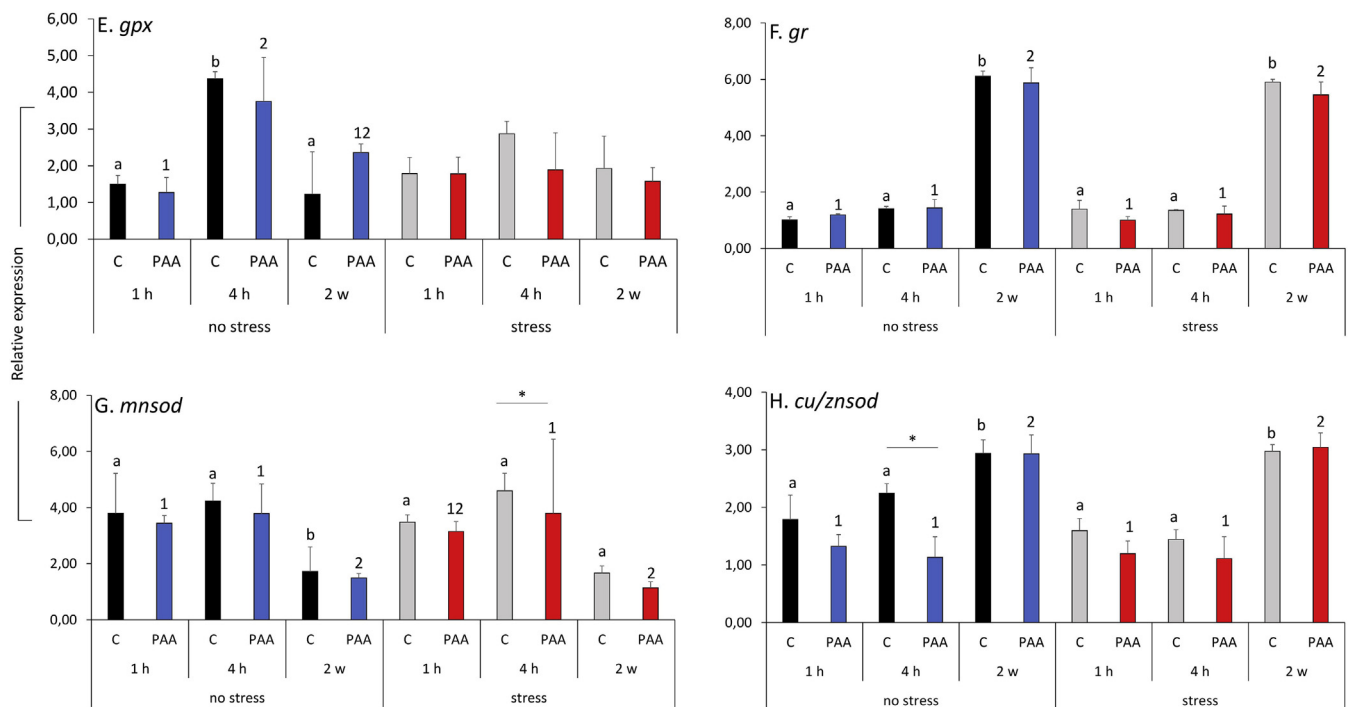 E. gpx
6,00
5,00
4,00
3,00
2,00
1,00
0,00
a 1 b 2 a 12
C PAA C PAA C PAA C PAA C PAA C PAA
1 h 4 h 2 w 1 h 4 h 2 w
no stress stress
F. gr
8,00
6,00
4,00
2,00
0,00
a 1 a 1 b 2 a 1 a 1 b 2
C PAA C PAA C PAA C PAA C PAA C PAA
1 h 4 h 2 w 1 h 4 h 2 w
no stress stress
Relative expression
G. mnsod
8,00
6,00
4,00
2,00
0,00
*
a 1 a 1 b 2 a 12 a 1 a 2
C PAA C PAA C PAA C PAA C PAA C PAA
1 h 4 h 2 w 1 h 4 h 2 w
no stress stress
H. cu/znsod
4,00
3,00
2,00
1,00
0,00
*
a 1 a 1 b 2 a 1 a 1 b 2
C PAA C PAA C PAA C PAA C PAA C PAA
1 h 4 h 2 w 1 h 4 h 2 w
no stress stress